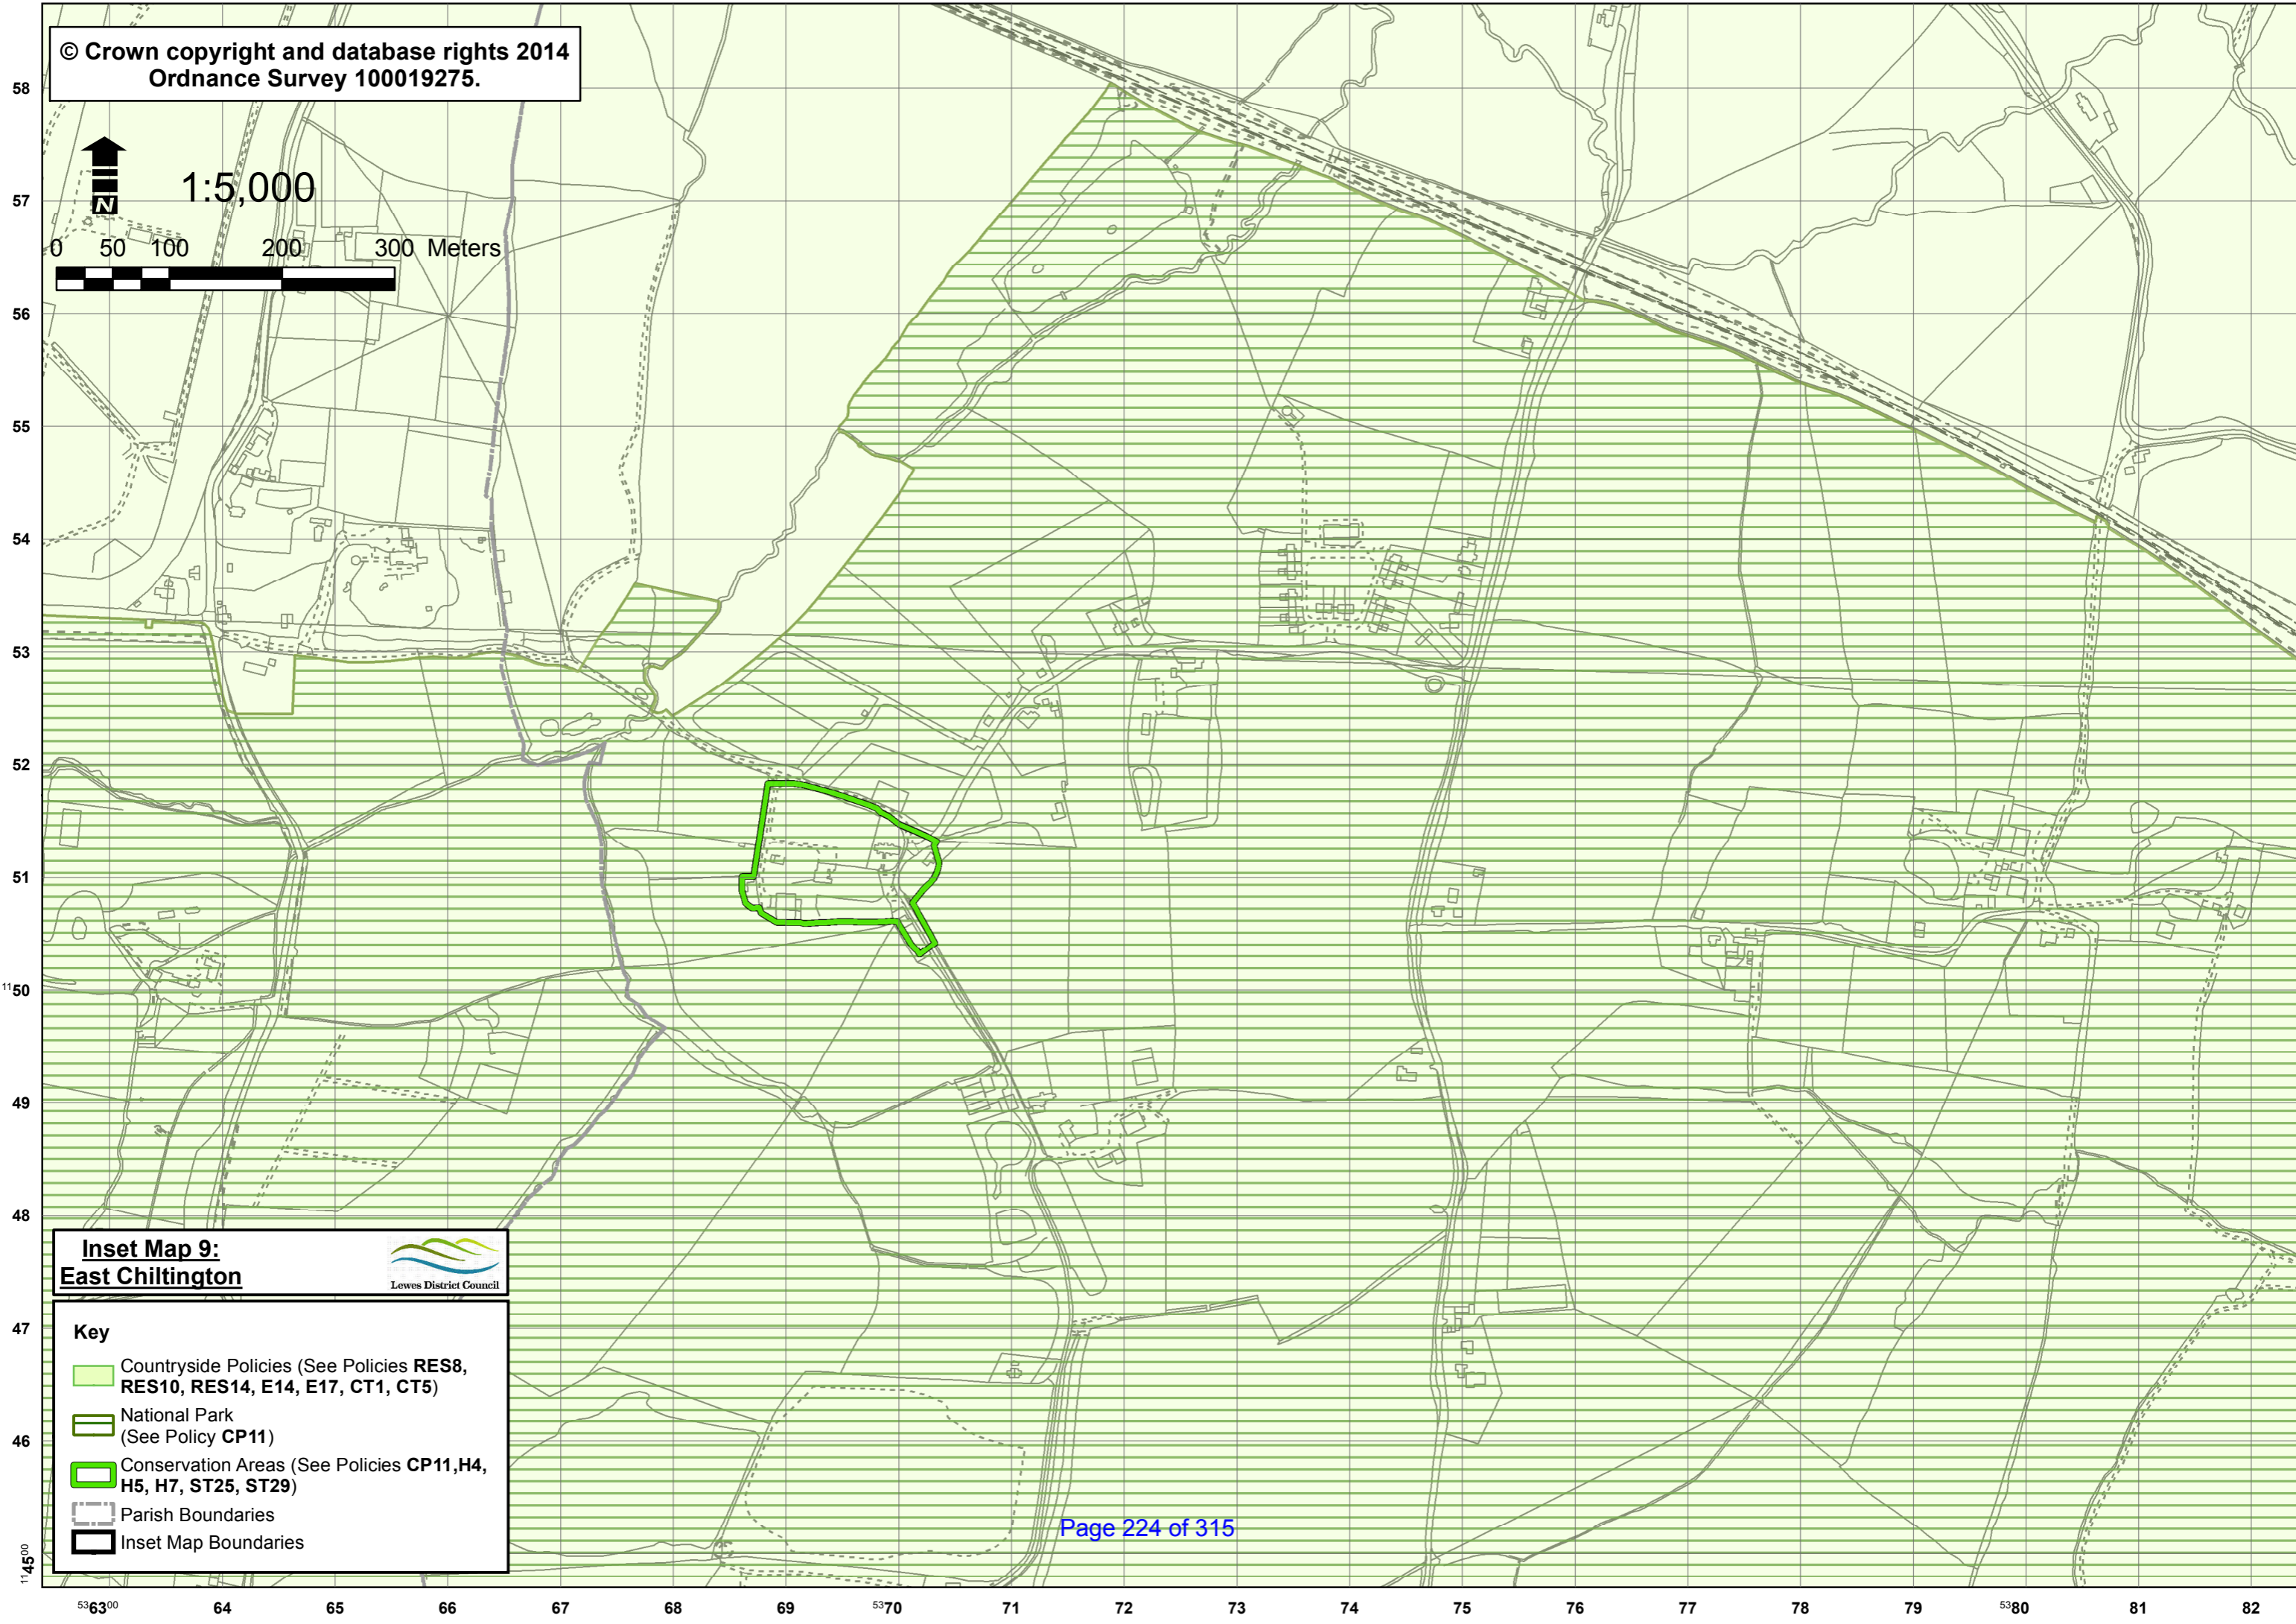 © Crown copyright and database rights 2014
Ordnance Survey 100019275.
1:5,000
N
0 50 100 200 300 Meters
58
57
56
55
54
53
52
51
1150
49
48
47
46
114500
Inset Map 9:
East Chiltington
Lewes District Council
Key
Countryside Policies (See Policies RES8,
RES10, RES14, E14, E17, CT1, CT5)
National Park
(See Policy CP11)
Conservation Areas (See Policies CP11,H4,
H5, H7, ST25, ST29)
Parish Boundaries
Inset Map Boundaries
Page 224 of 315
536300 64 65 66 67 68 69 5370 71 72 73 74 75 76 77 78 79 5380 81 82